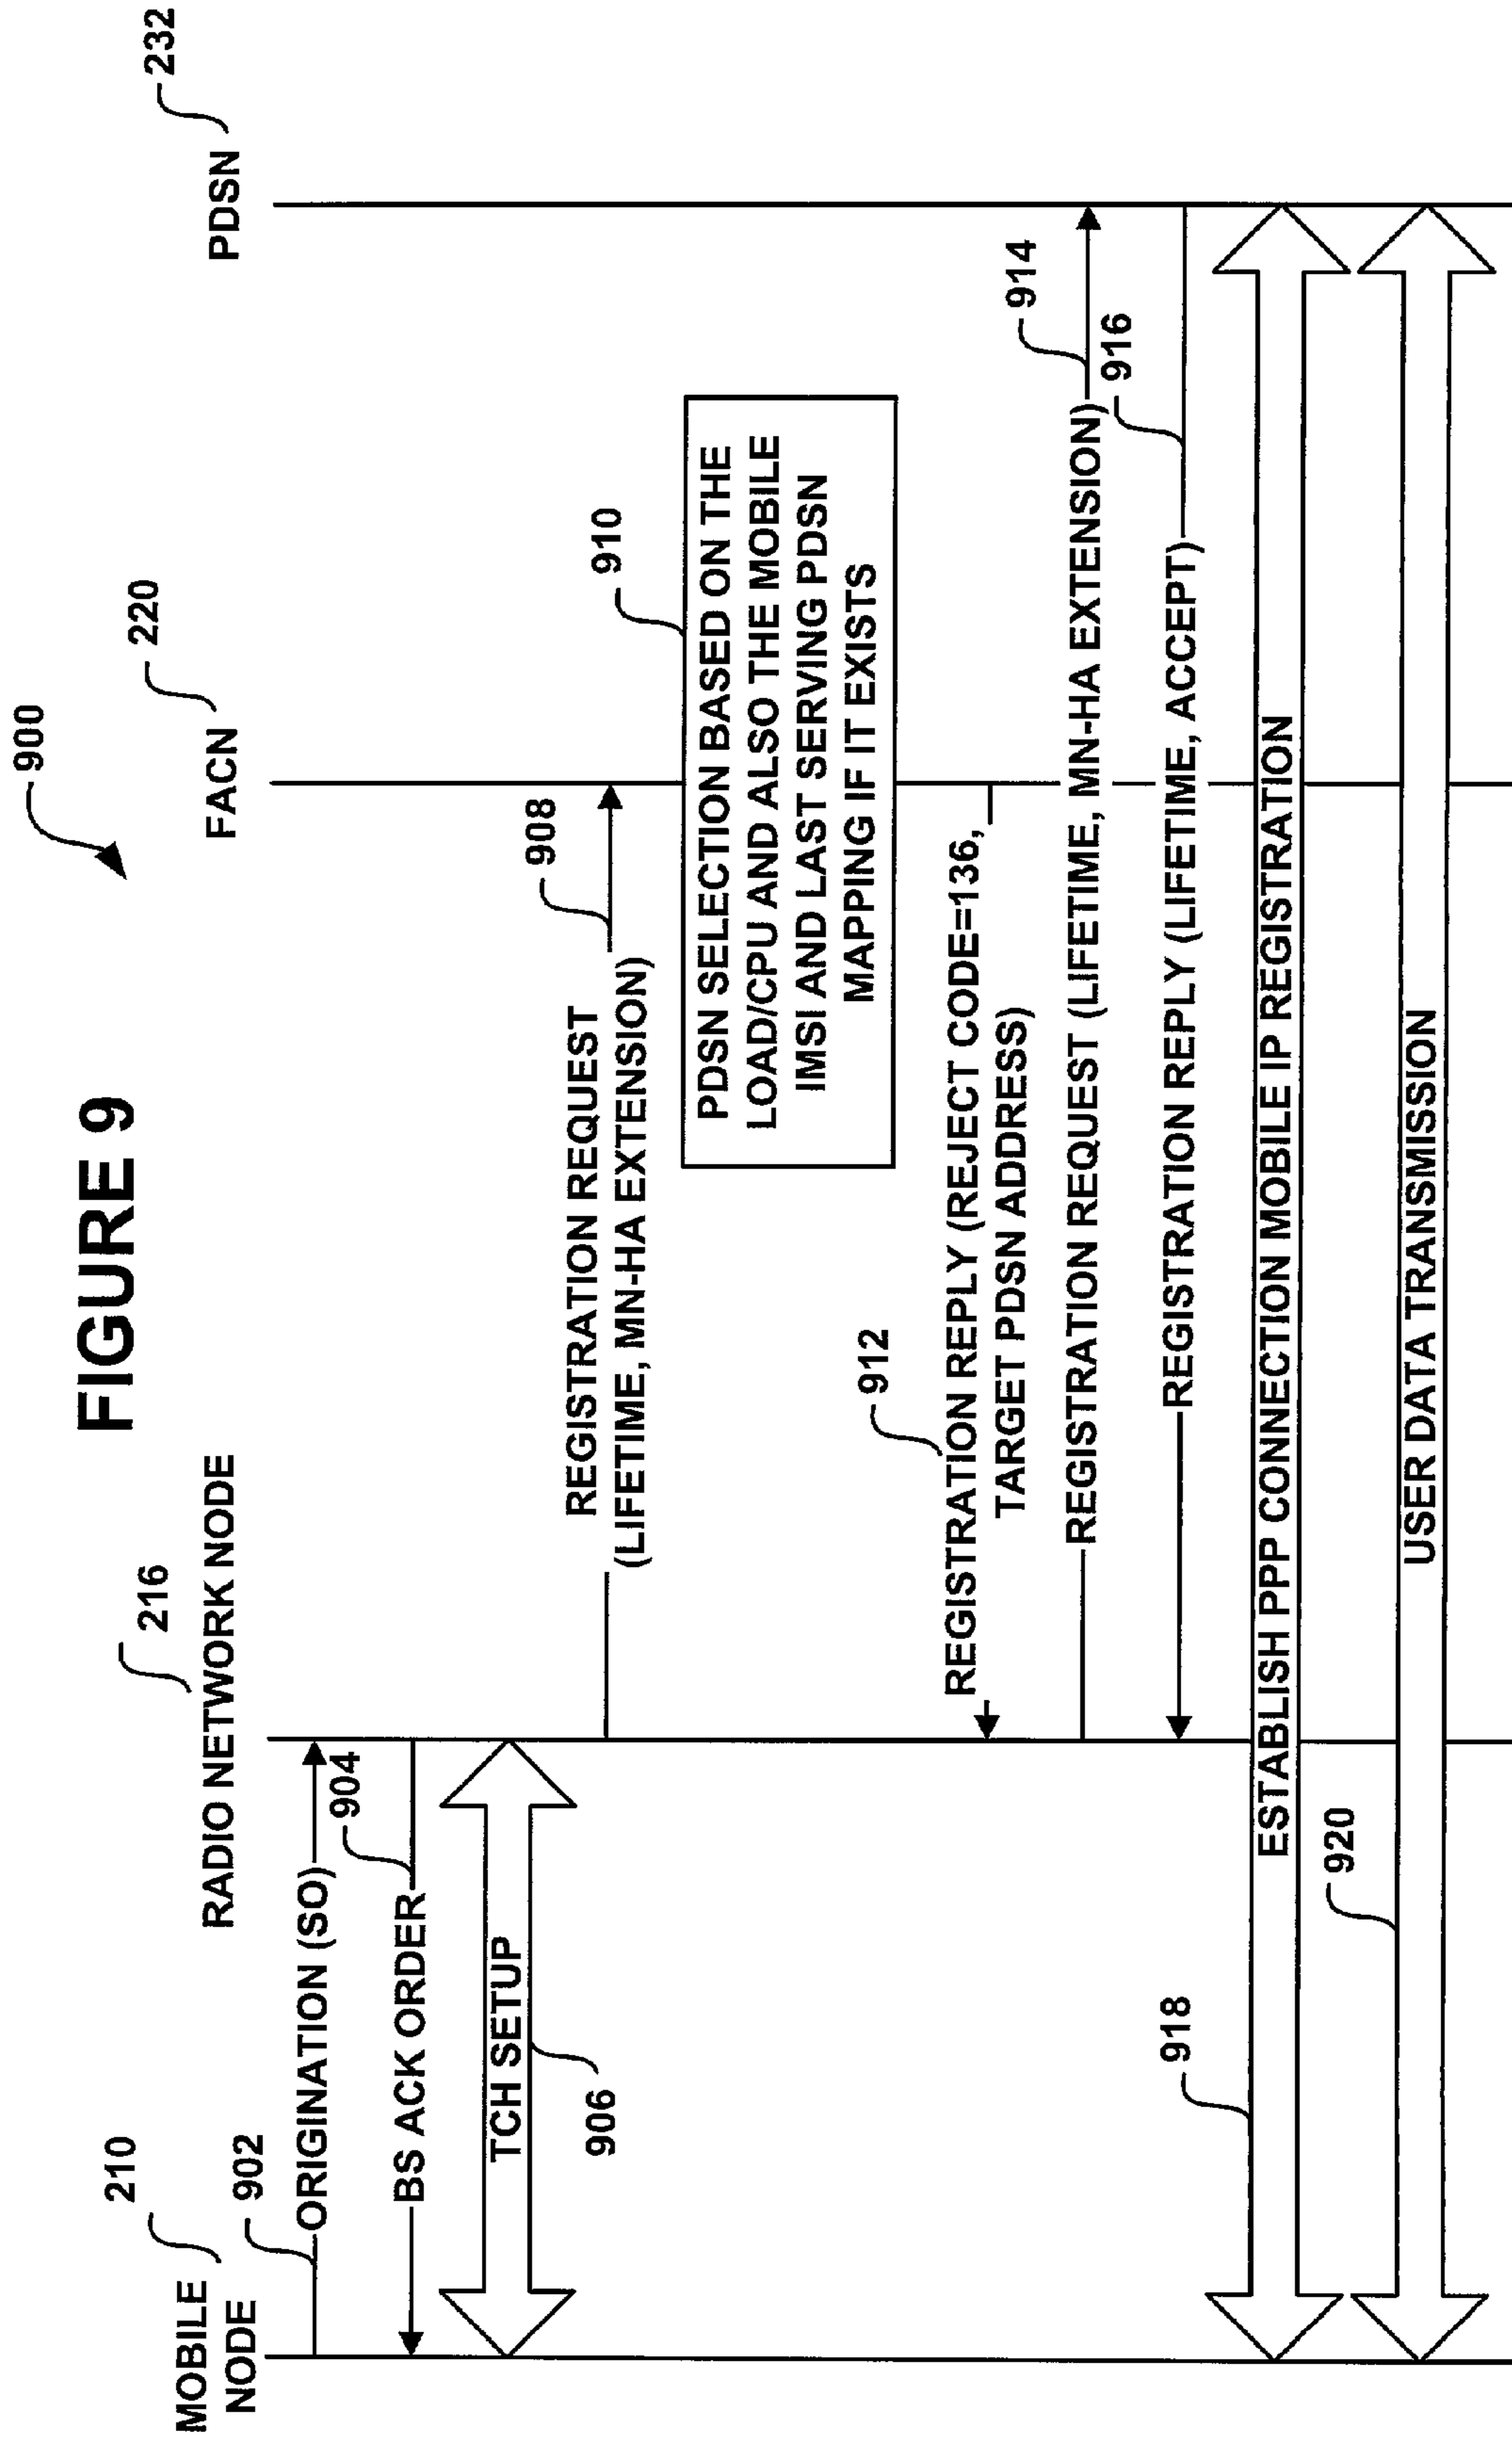 FIGURE 9
900
MOBILE
NODE
210
RADIO NETWORK NODE
216
FACN
220
PDSN
232
902
ORIGINATION (SO)
904
BS ACK ORDER
TCH SETUP
906
REGISTRATION REQUEST
(LIFETIME, MN-HA EXTENSION)
908
910
PDSN SELECTION BASED ON THE
LOAD/CPU AND ALSO THE MOBILE
IMSI AND LAST SERVING PDSN
MAPPING IF IT EXISTS
912
REGISTRATION REPLY (REJECT CODE=136,
TARGET PDSN ADDRESS)
914
REGISTRATION REQUEST (LIFETIME, MN-HA EXTENSION)
916
REGISTRATION REPLY (LIFETIME, ACCEPT)
918
ESTABLISH PPP CONNECTION MOBILE IP REGISTRATION
920
USER DATA TRANSMISSION